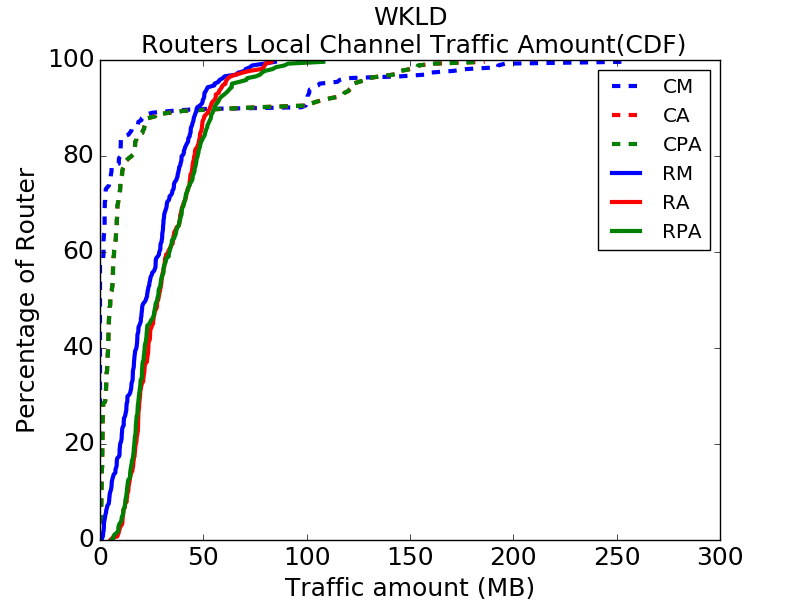 WKLD
Routers Local Channel Traffic Amount(CDF)
100
80
60
40
20
0
Percentage of Router
CM
CA
CPA
RM
RA
RPA
0 50 100 150 200 250 300
Traffic amount (MB)